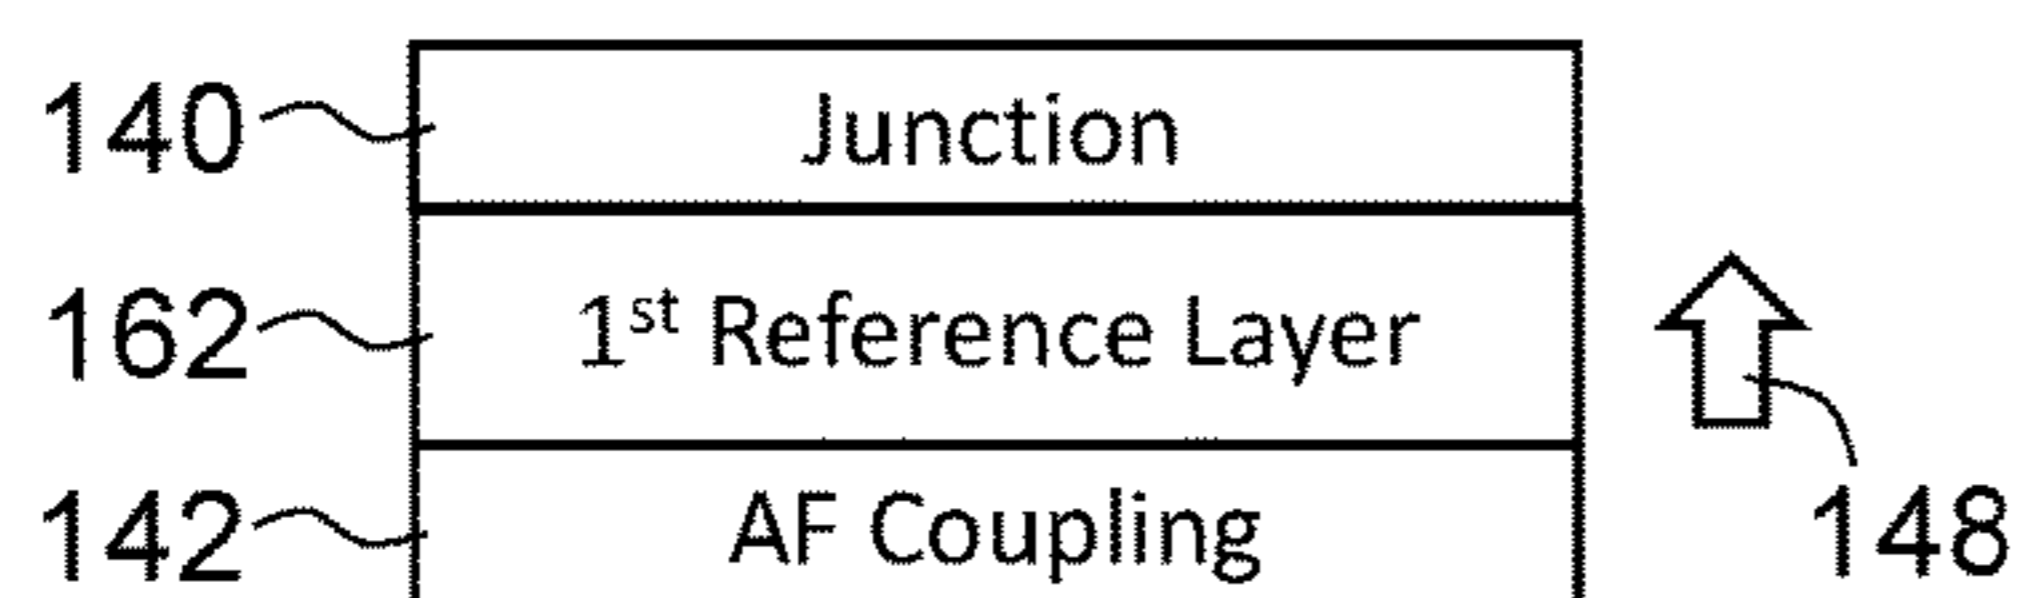 140 Junction
162 1st Reference Layer
142 AF Coupling 148